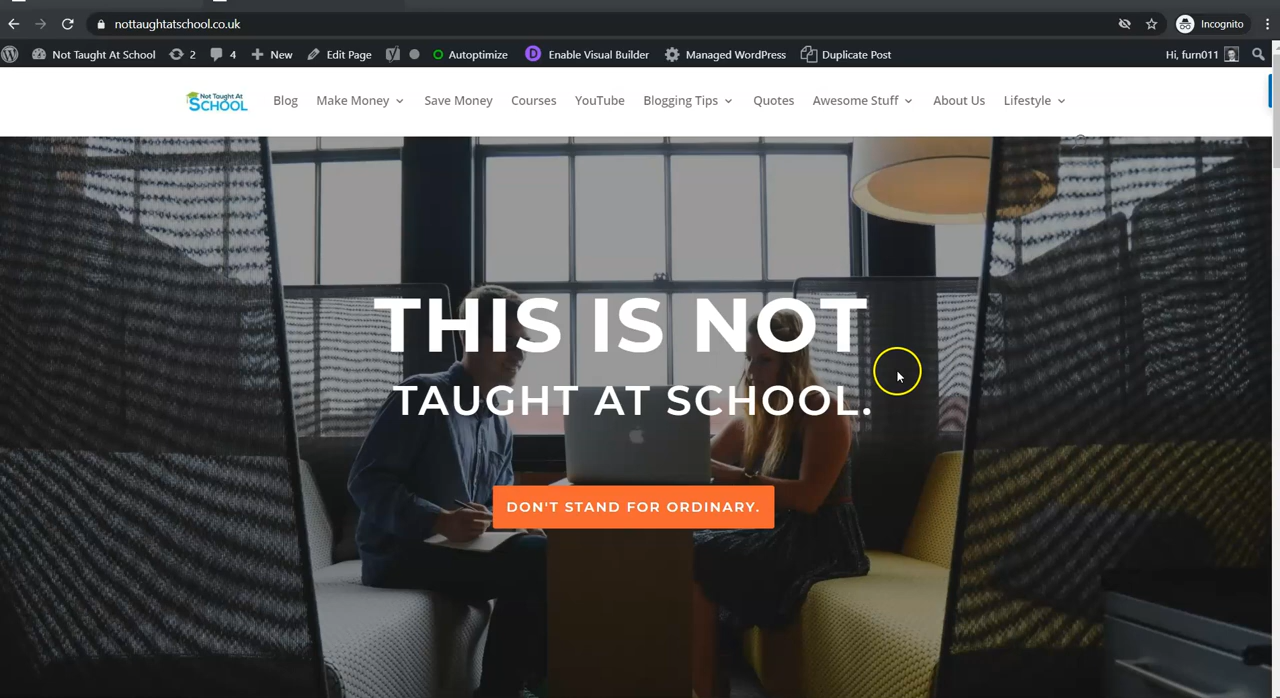 nottaughtatschool.co.uk Incognito
Not Taught At School 2 4 New Edit Page Autoptimize D Enable Visual Builder Managed WordPress Duplicate Post Hi, furn011
Not Taught At
SCHOOL
Blog Make Money Save Money Courses YouTube Blogging Tips Quotes Awesome Stuff About Us Lifestyle
THIS IS NOT
TAUGHT AT SCHOOL.
DON'T STAND FOR ORDINARY.